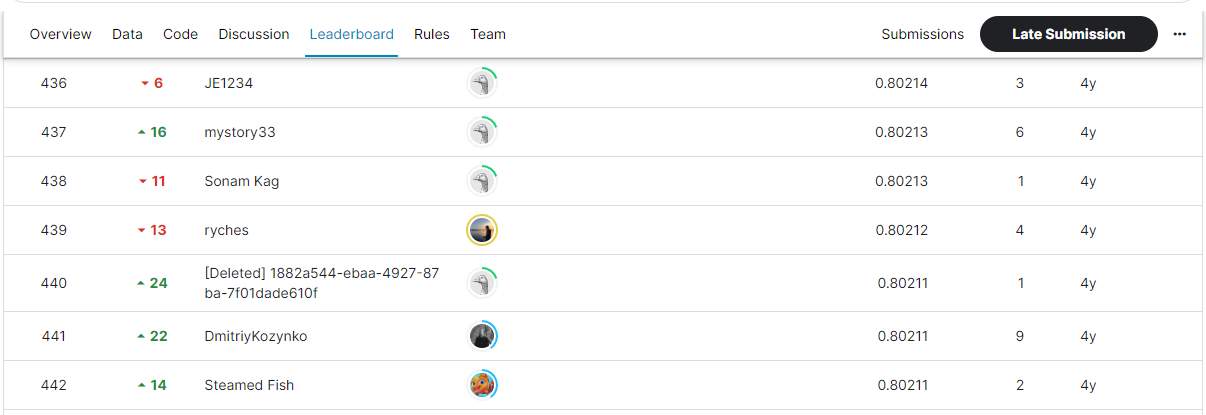 Overview Data Code Discussion Leaderboard Rules Team Submissions Late Submission ...
436 6 JE1234 0.80214 3 4y
437 16 mystory33 0.80213 6 4y
438 11 Sonam Kag 0.80213 1 4y
439 13 ryches 0.80212 4 4y
440 24 [Deleted] 1882a544-ebaa-4927-87 0.80211 1 4y
ba-7f01dade610f
441 22 DmitriyKozynko 0.80211 9 4y
442 14 Steamed Fish 0.80211 2 4y